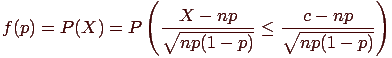 f(p) = P(X) = P\left( \frac{X - np}{\sqrt{np(1-p)}} \leq \frac{c - np}{\sqrt{np(1-p)}} \right)